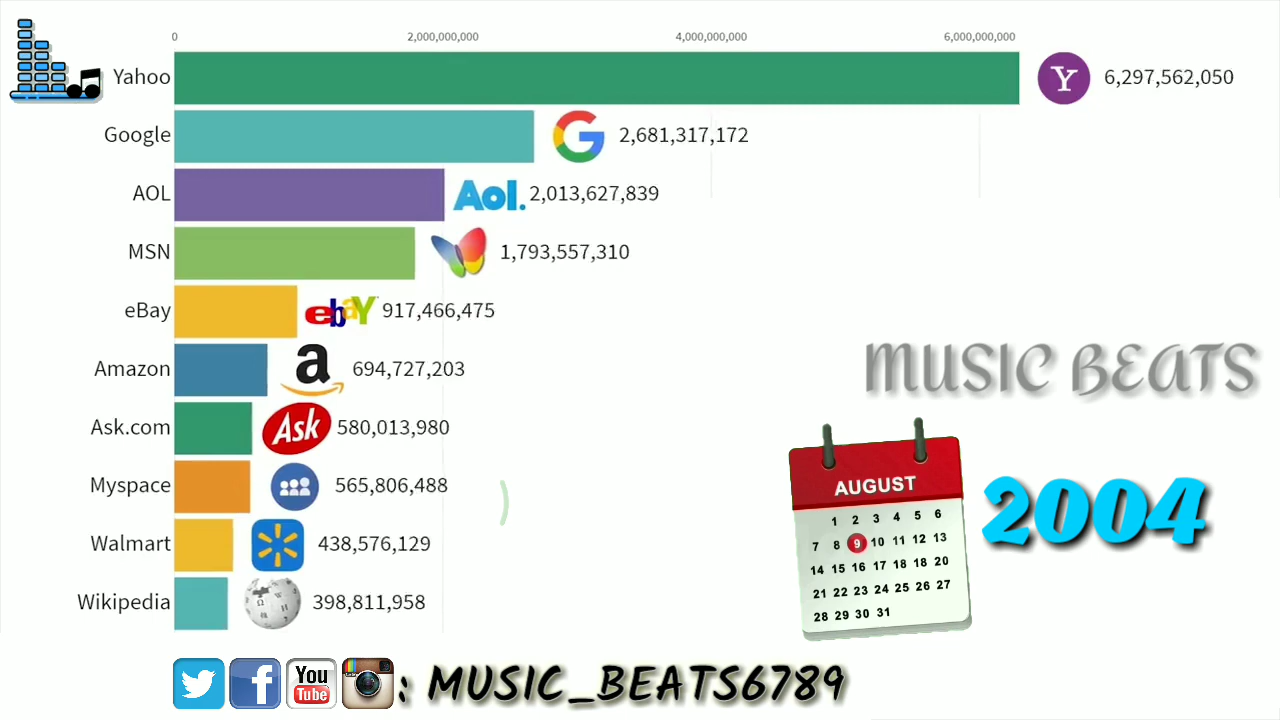 0 2,000,000,000 4,000,000,000 6,000,000,000
Yahoo Y 6,297,562,050
Google G 2,681,317,172
AOL Aol. 2,013,627,839
MSN 1,793,557,310
eBay ebaY 917,466,475
Amazon a 694,727,203
Ask.com Ask 580,013,980
Myspace 565,806,488
Walmart 438,576,129
Wikipedia 398,811,958
MUSIC BEATS
AUGUST
1 2 3 4 5 6
7 8 9 10 11 12 13
14 15 16 17 18 19 20
21 22 23 24 25 26 27
28 29 30 31
2004
f You Tube : MUSIC_BEATS6789